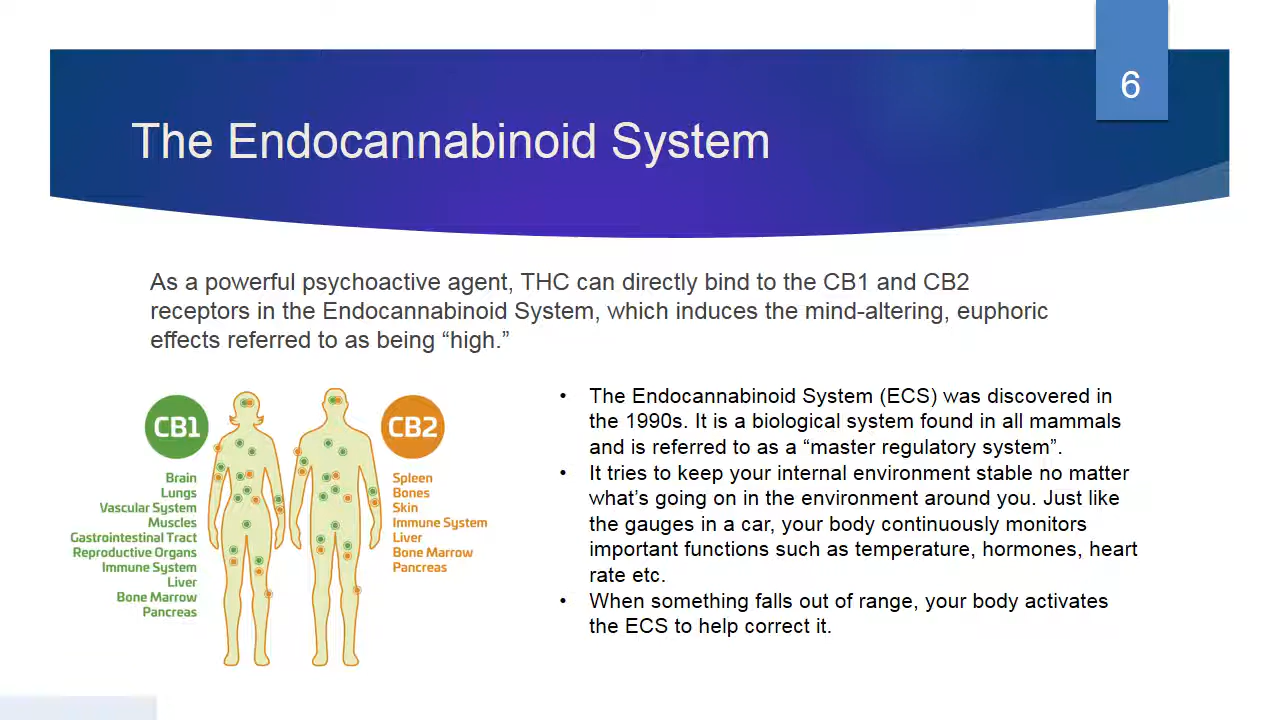 6
The Endocannabinoid System
As a powerful psychoactive agent, THC can directly bind to the CB1 and CB2
receptors in the Endocannabinoid System, which induces the mind-altering, euphoric
effects referred to as being “high.”
CB1
Brain
Lungs
Vascular System
Muscles
Gastrointestinal Tract
Reproductive Organs
Immune System
Liver
Bone Marrow
Pancreas
CB2
Spleen
Bones
Skin
Immune System
Liver
Bone Marrow
Pancreas
• The Endocannabinoid System (ECS) was discovered in
the 1990s. It is a biological system found in all mammals
and is referred to as a “master regulatory system”.
• It tries to keep your internal environment stable no matter
what’s going on in the environment around you. Just like
the gauges in a car, your body continuously monitors
important functions such as temperature, hormones, heart
rate etc.
• When something falls out of range, your body activates
the ECS to help correct it.